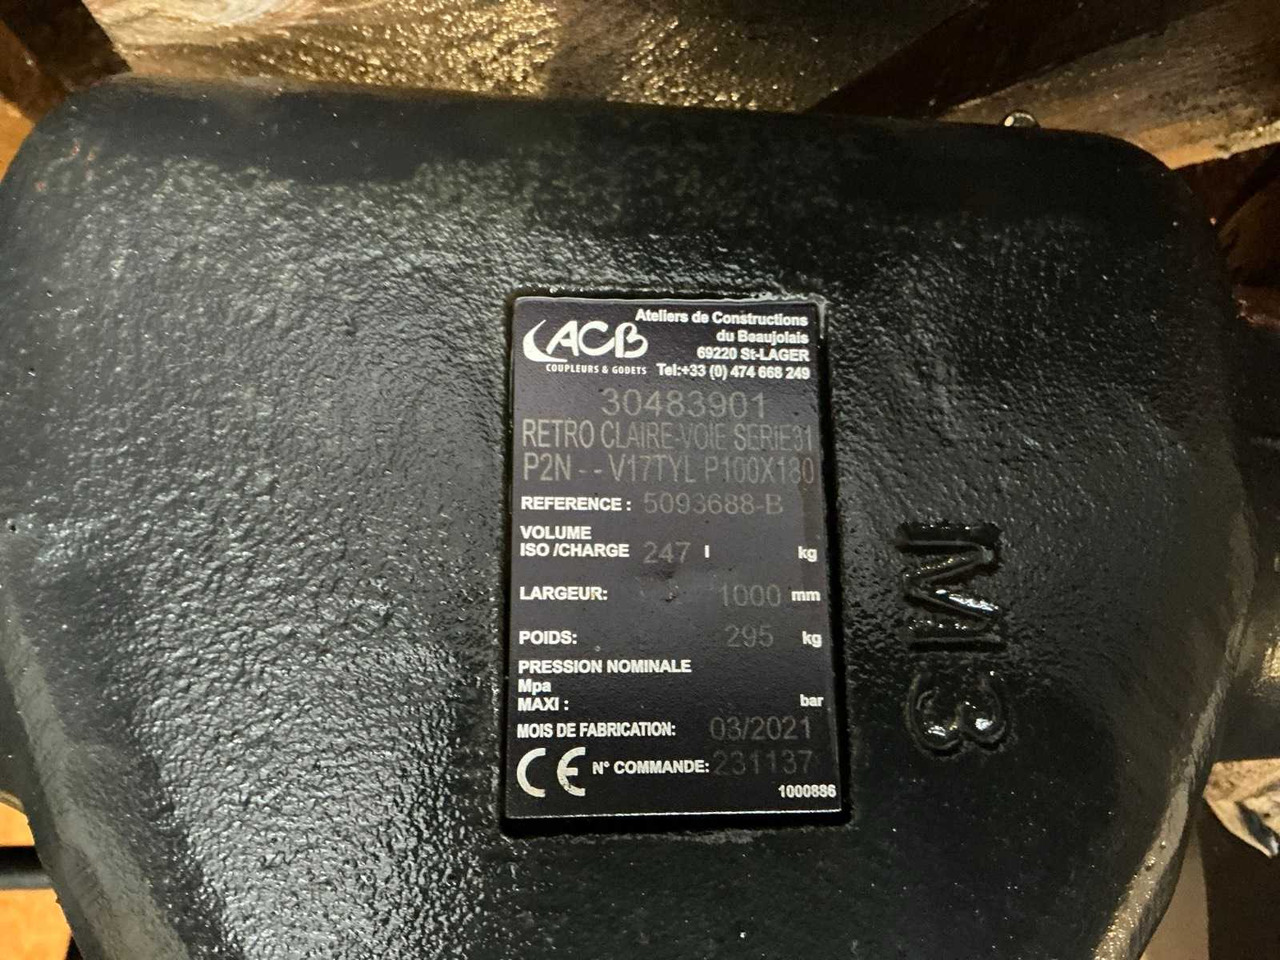 ACB
COUPLEURS & GODETS
Ateliers de Constructions
du Beaujolais
69220 St-LAGER
Tel:+33 (0) 474 668 249
30483901
RETRO CLAIRE-VOIE SERIE31
P2N - - V17TYL P100X180
REFERENCE : 5093688-B
VOLUME
ISO /CHARGE 247 l kg
LARGEUR: 1000 mm
POIDS: 295 kg
PRESSION NOMINALE
Mpa
MAXI : bar
MOIS DE FABRICATION: 03/2021
CE N° COMMANDE: 231137
1000886
M3